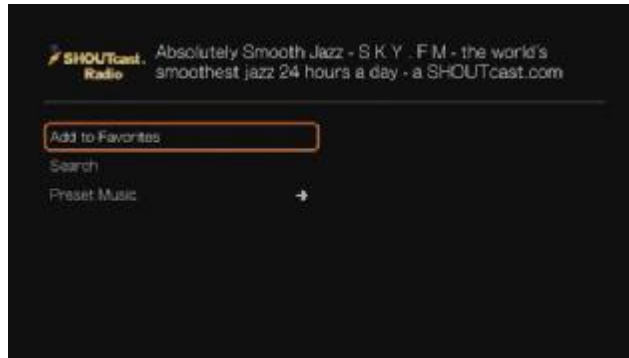 SHOUTcast.
Radio
Absolutely Smooth Jazz - S K Y . F M - the world's
smoothest jazz 24 hours a day - a SHOUTcast.com
Add to Favorites
Search
Preset Music